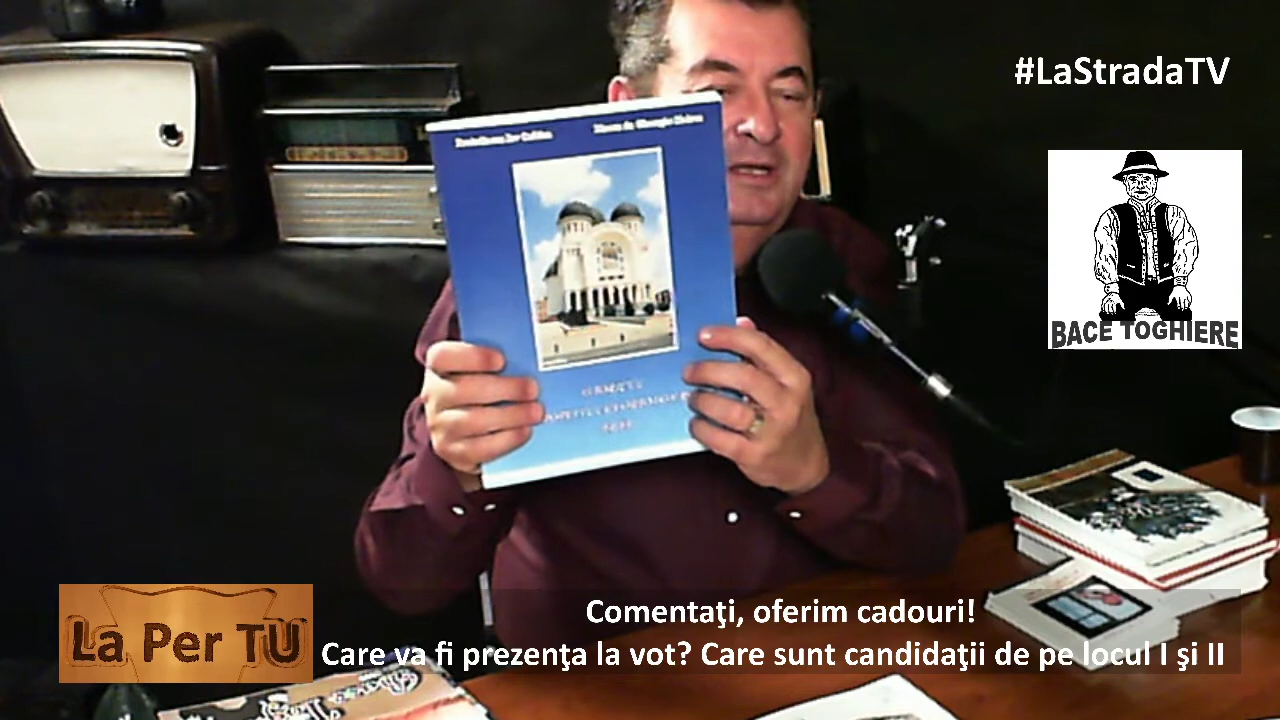 #LaStradaTV
BACE TOGHIERE
La Per TU
Comentaţi, oferim cadouri!
Care va fi prezenţa la vot? Care sunt candidaţii de pe locul I şi II